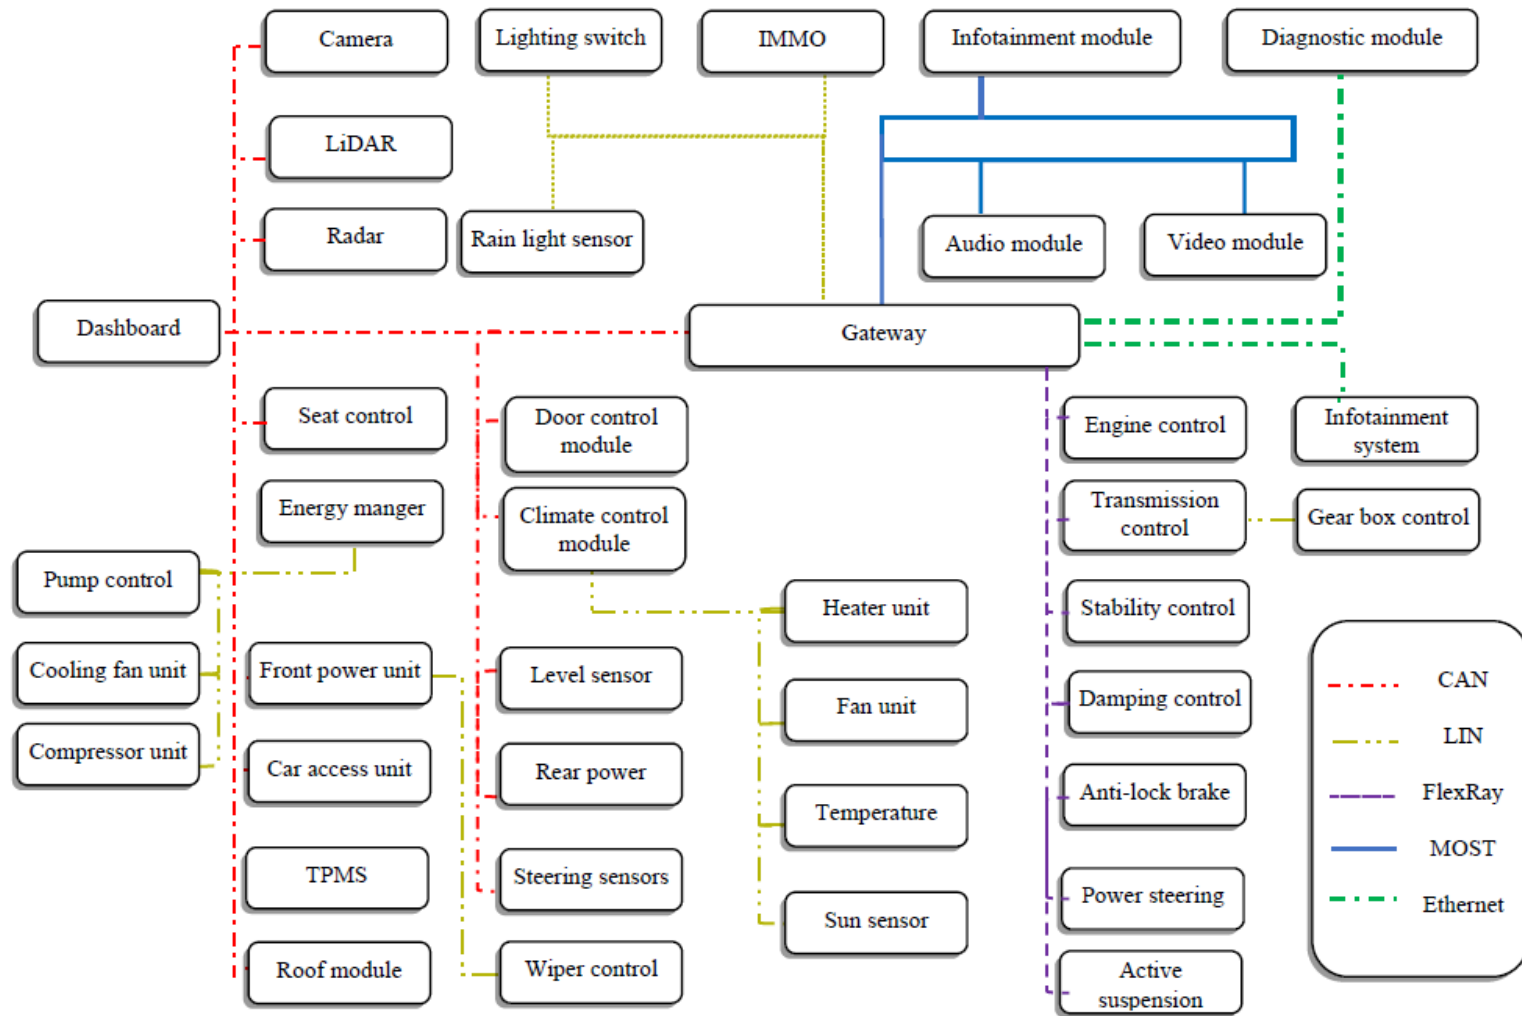 Camera
Lighting switch
IMMO
Infotainment module
Diagnostic module
LiDAR
Radar
Rain light sensor
Audio module
Video module
Dashboard
Gateway
Seat control
Door control
module
Engine control
Infotainment
system
Energy manger
Climate control
module
Transmission
control
Gear box control
Pump control
Heater unit
Stability control
Cooling fan unit
Front power unit
Level sensor
Fan unit
Damping control
Compressor unit
Car access unit
Rear power
Temperature
Anti-lock brake
TPMS
Steering sensors
Sun sensor
Power steering
Roof module
Wiper control
Active
suspension
CAN
LIN
FlexRay
MOST
Ethernet